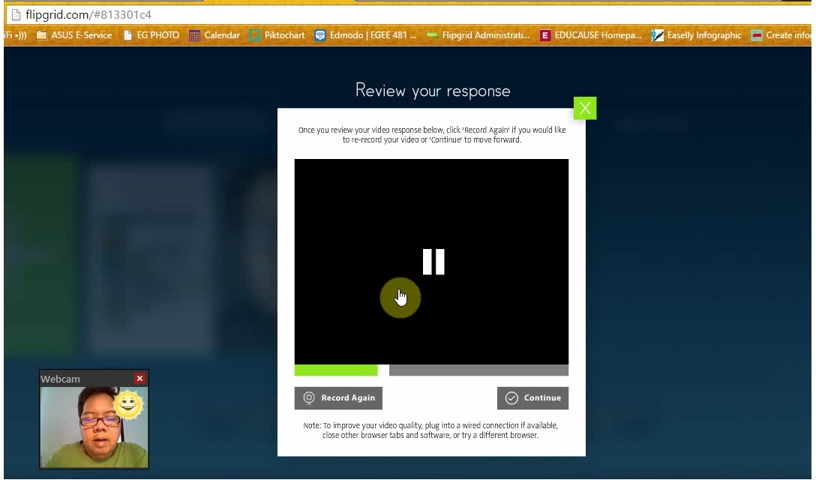 flipgrid.com/#813301c4
ASUS E-Service EG PHOTO Calendar Piktochart Edmodo | EGEE 481 ... Flipgrid Administrati... EDUCAUSE Homepa... Easelly Infographic Create info
Review your response
X
Once you review your video response below, click 'Record Again' if you would like
to re-record your video or 'Continue' to move forward.
Record Again Continue
Note: To improve your video quality, plug into a wired connection if available,
close other browser tabs and software, or try a different browser.
Webcam